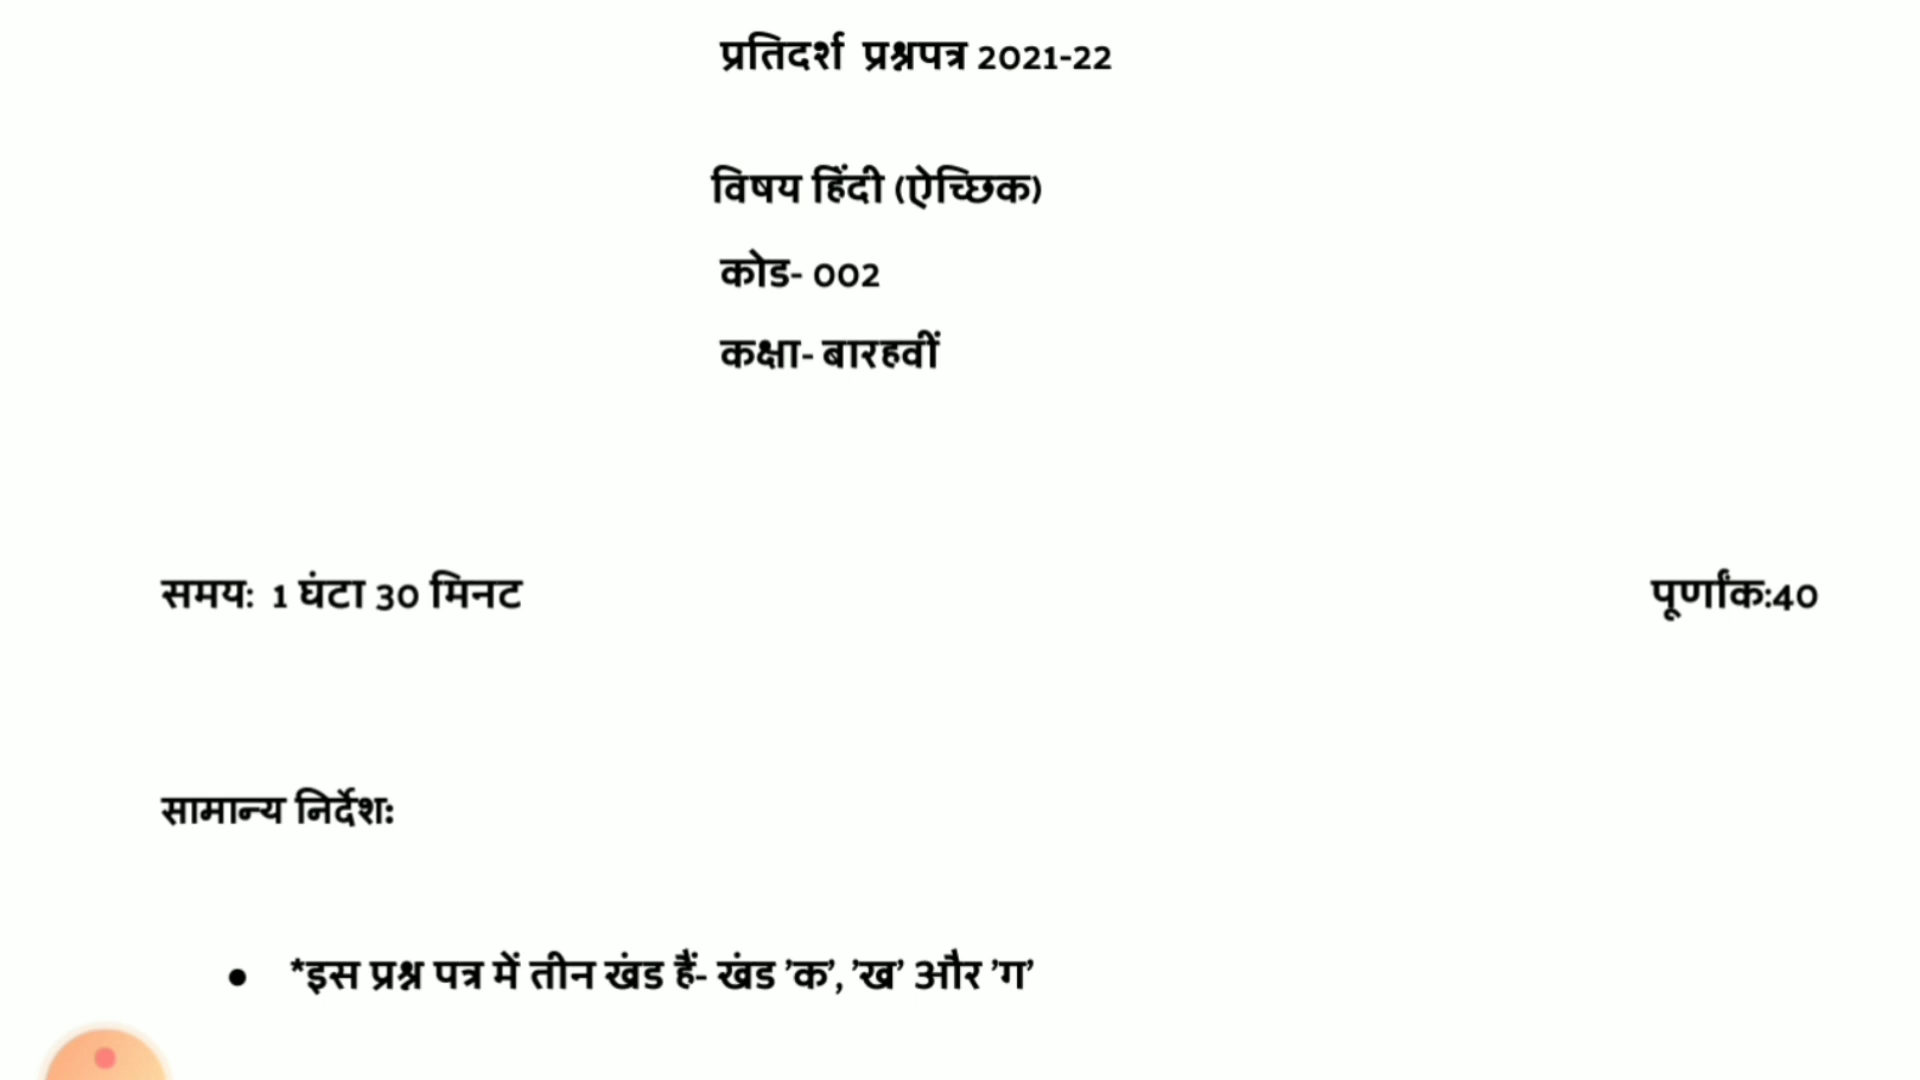 प्रतिदर्श प्रश्नपत्र 2021-22
विषय हिंदी (ऐच्छिक)
कोड- 002
कक्षा- बारहवीं
समय: 1 घंटा 30 मिनट पूर्णांक:40
सामान्य निर्देश:
● *इस प्रश्न पत्र में तीन खंड हैं- खंड ’क’, ’ख’ और ’ग’